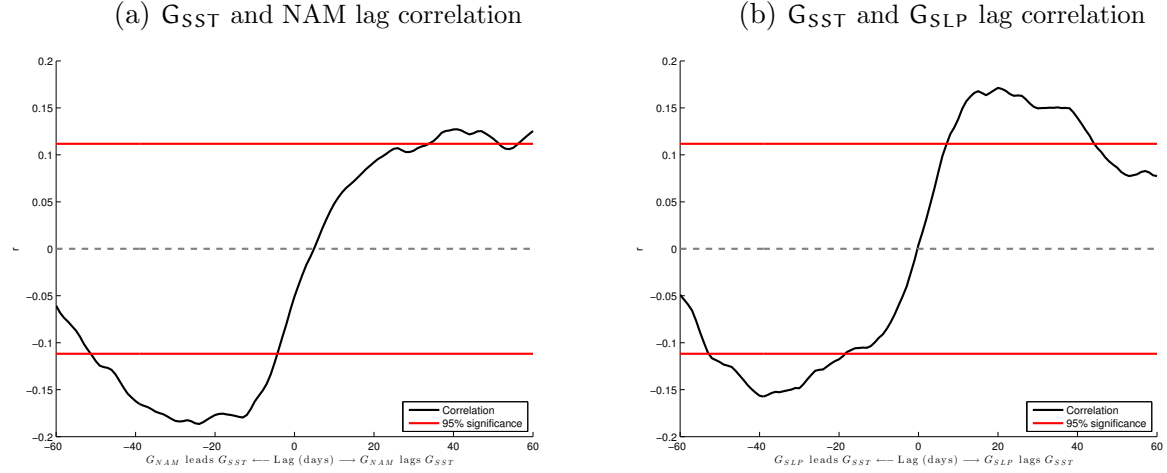 (a) G_SST and NAM lag correlation
0.2
0.15
0.1
0.05
0
−0.05
−0.1
−0.15
−0.2
r
−60 −40 −20 0 20 40 60
Correlation
95% significance
G_NAM leads G_SST ⟵ Lag (days) ⟶ G_NAM lags G_SST
(b) G_SST and G_SLP lag correlation
0.2
0.15
0.1
0.05
0
−0.05
−0.1
−0.15
−0.2
r
−60 −40 −20 0 20 40 60
Correlation
95% significance
G_SLP leads G_SST ⟵ Lag (days) ⟶ G_SLP lags G_SST